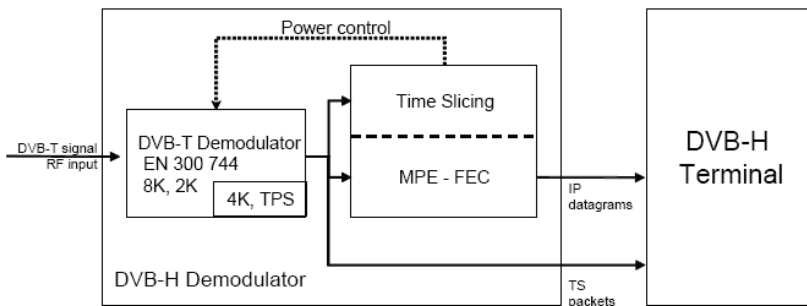 Power control
Time Slicing
DVB-T signal
RF input
DVB-T Demodulator
EN 300 744
8K, 2K
4K, TPS
MPE - FEC
DVB-H
Terminal
IP
datagrams
DVB-H Demodulator
TS
packets